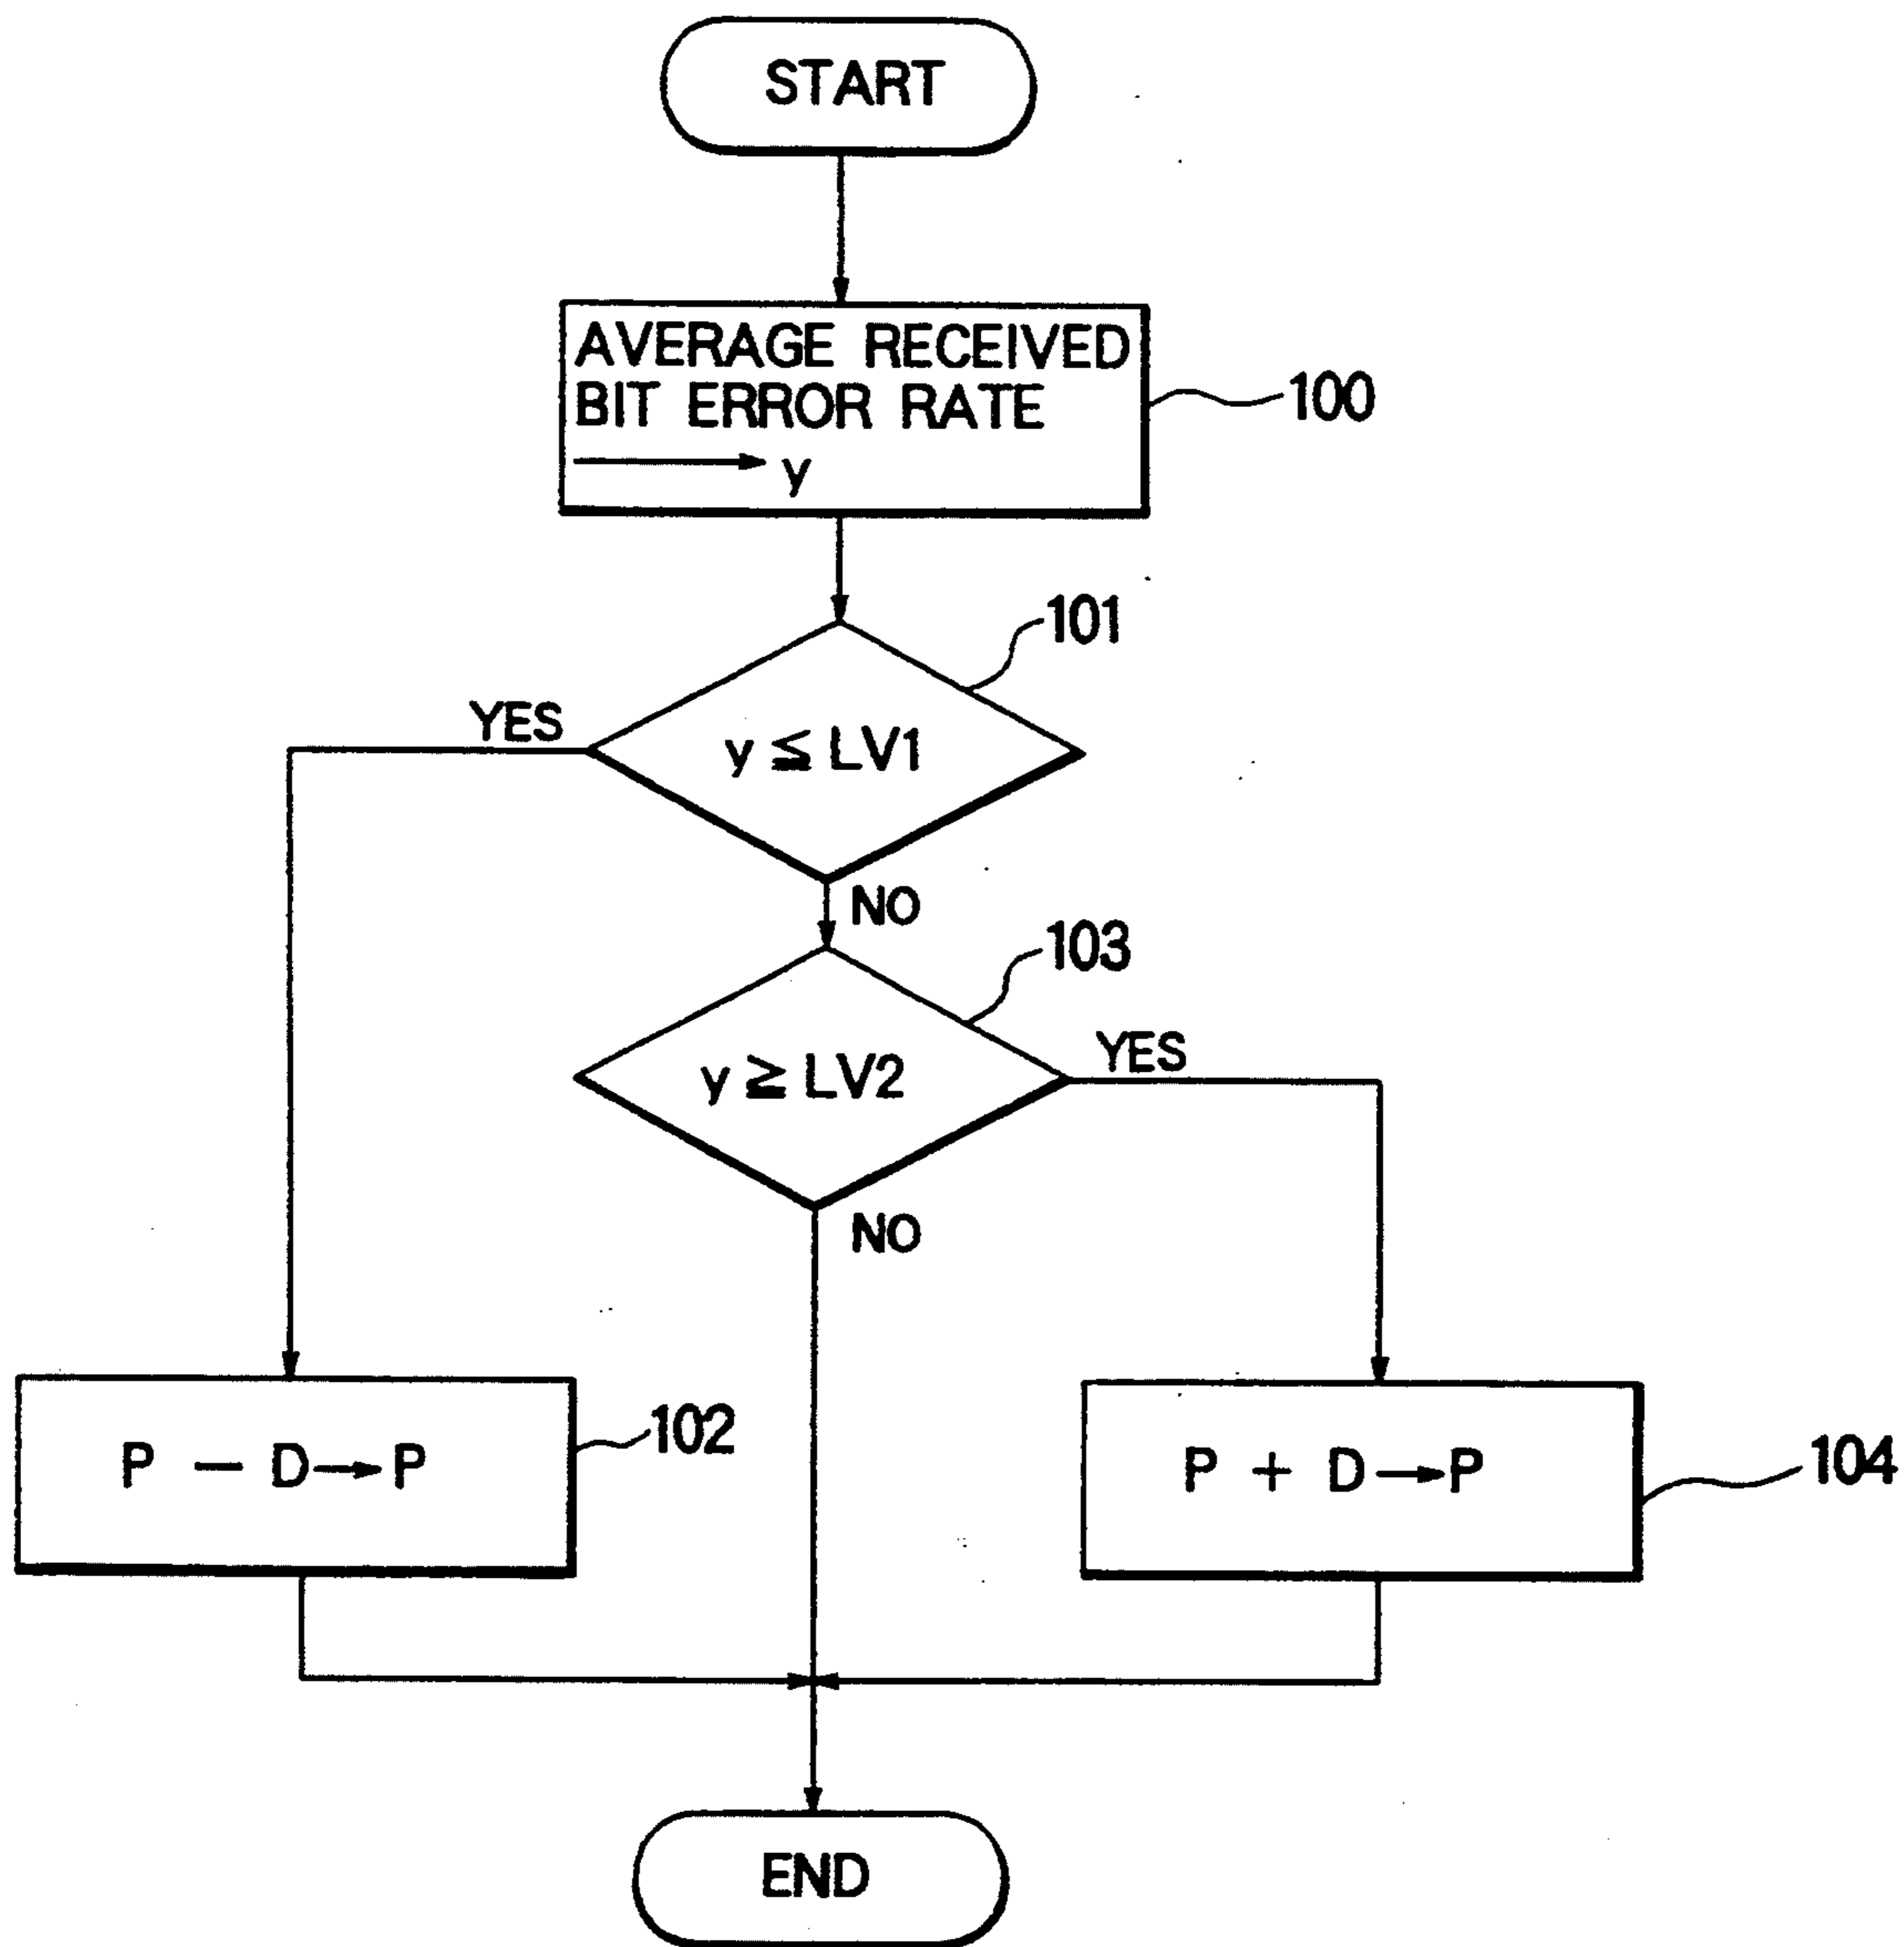 START
AVERAGE RECEIVED
BIT ERROR RATE
→ y
100
101
YES
y ≦ LV1
NO
103
YES
y ≧ LV2
NO
102
P - D → P
104
P + D → P
END